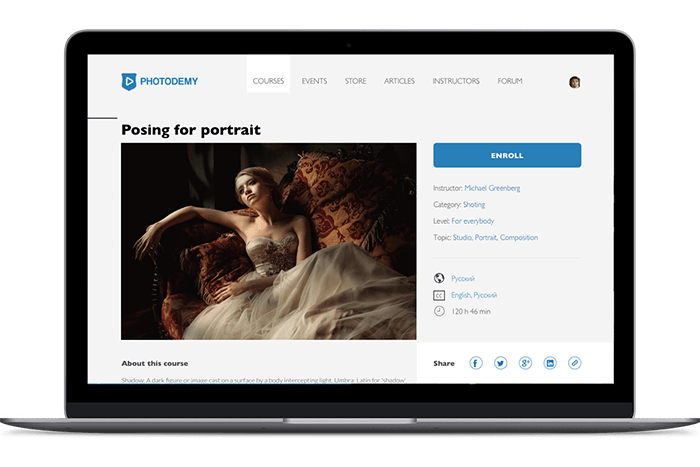 PHOTODEMY
COURSES EVENTS STORE ARTICLES INSTRUCTORS FORUM
Posing for portrait
ENROLL
Instructor: Michael Greenberg
Category: Shoting
Level: For everybody
Topic: Studio, Portrait, Composition
Русский
CC English, Русский
120 h 46 min
About this course
Share
Shadow: A dark figure or image cast on a surface by a body intercepting light. Umbra: Latin for 'shadow'.